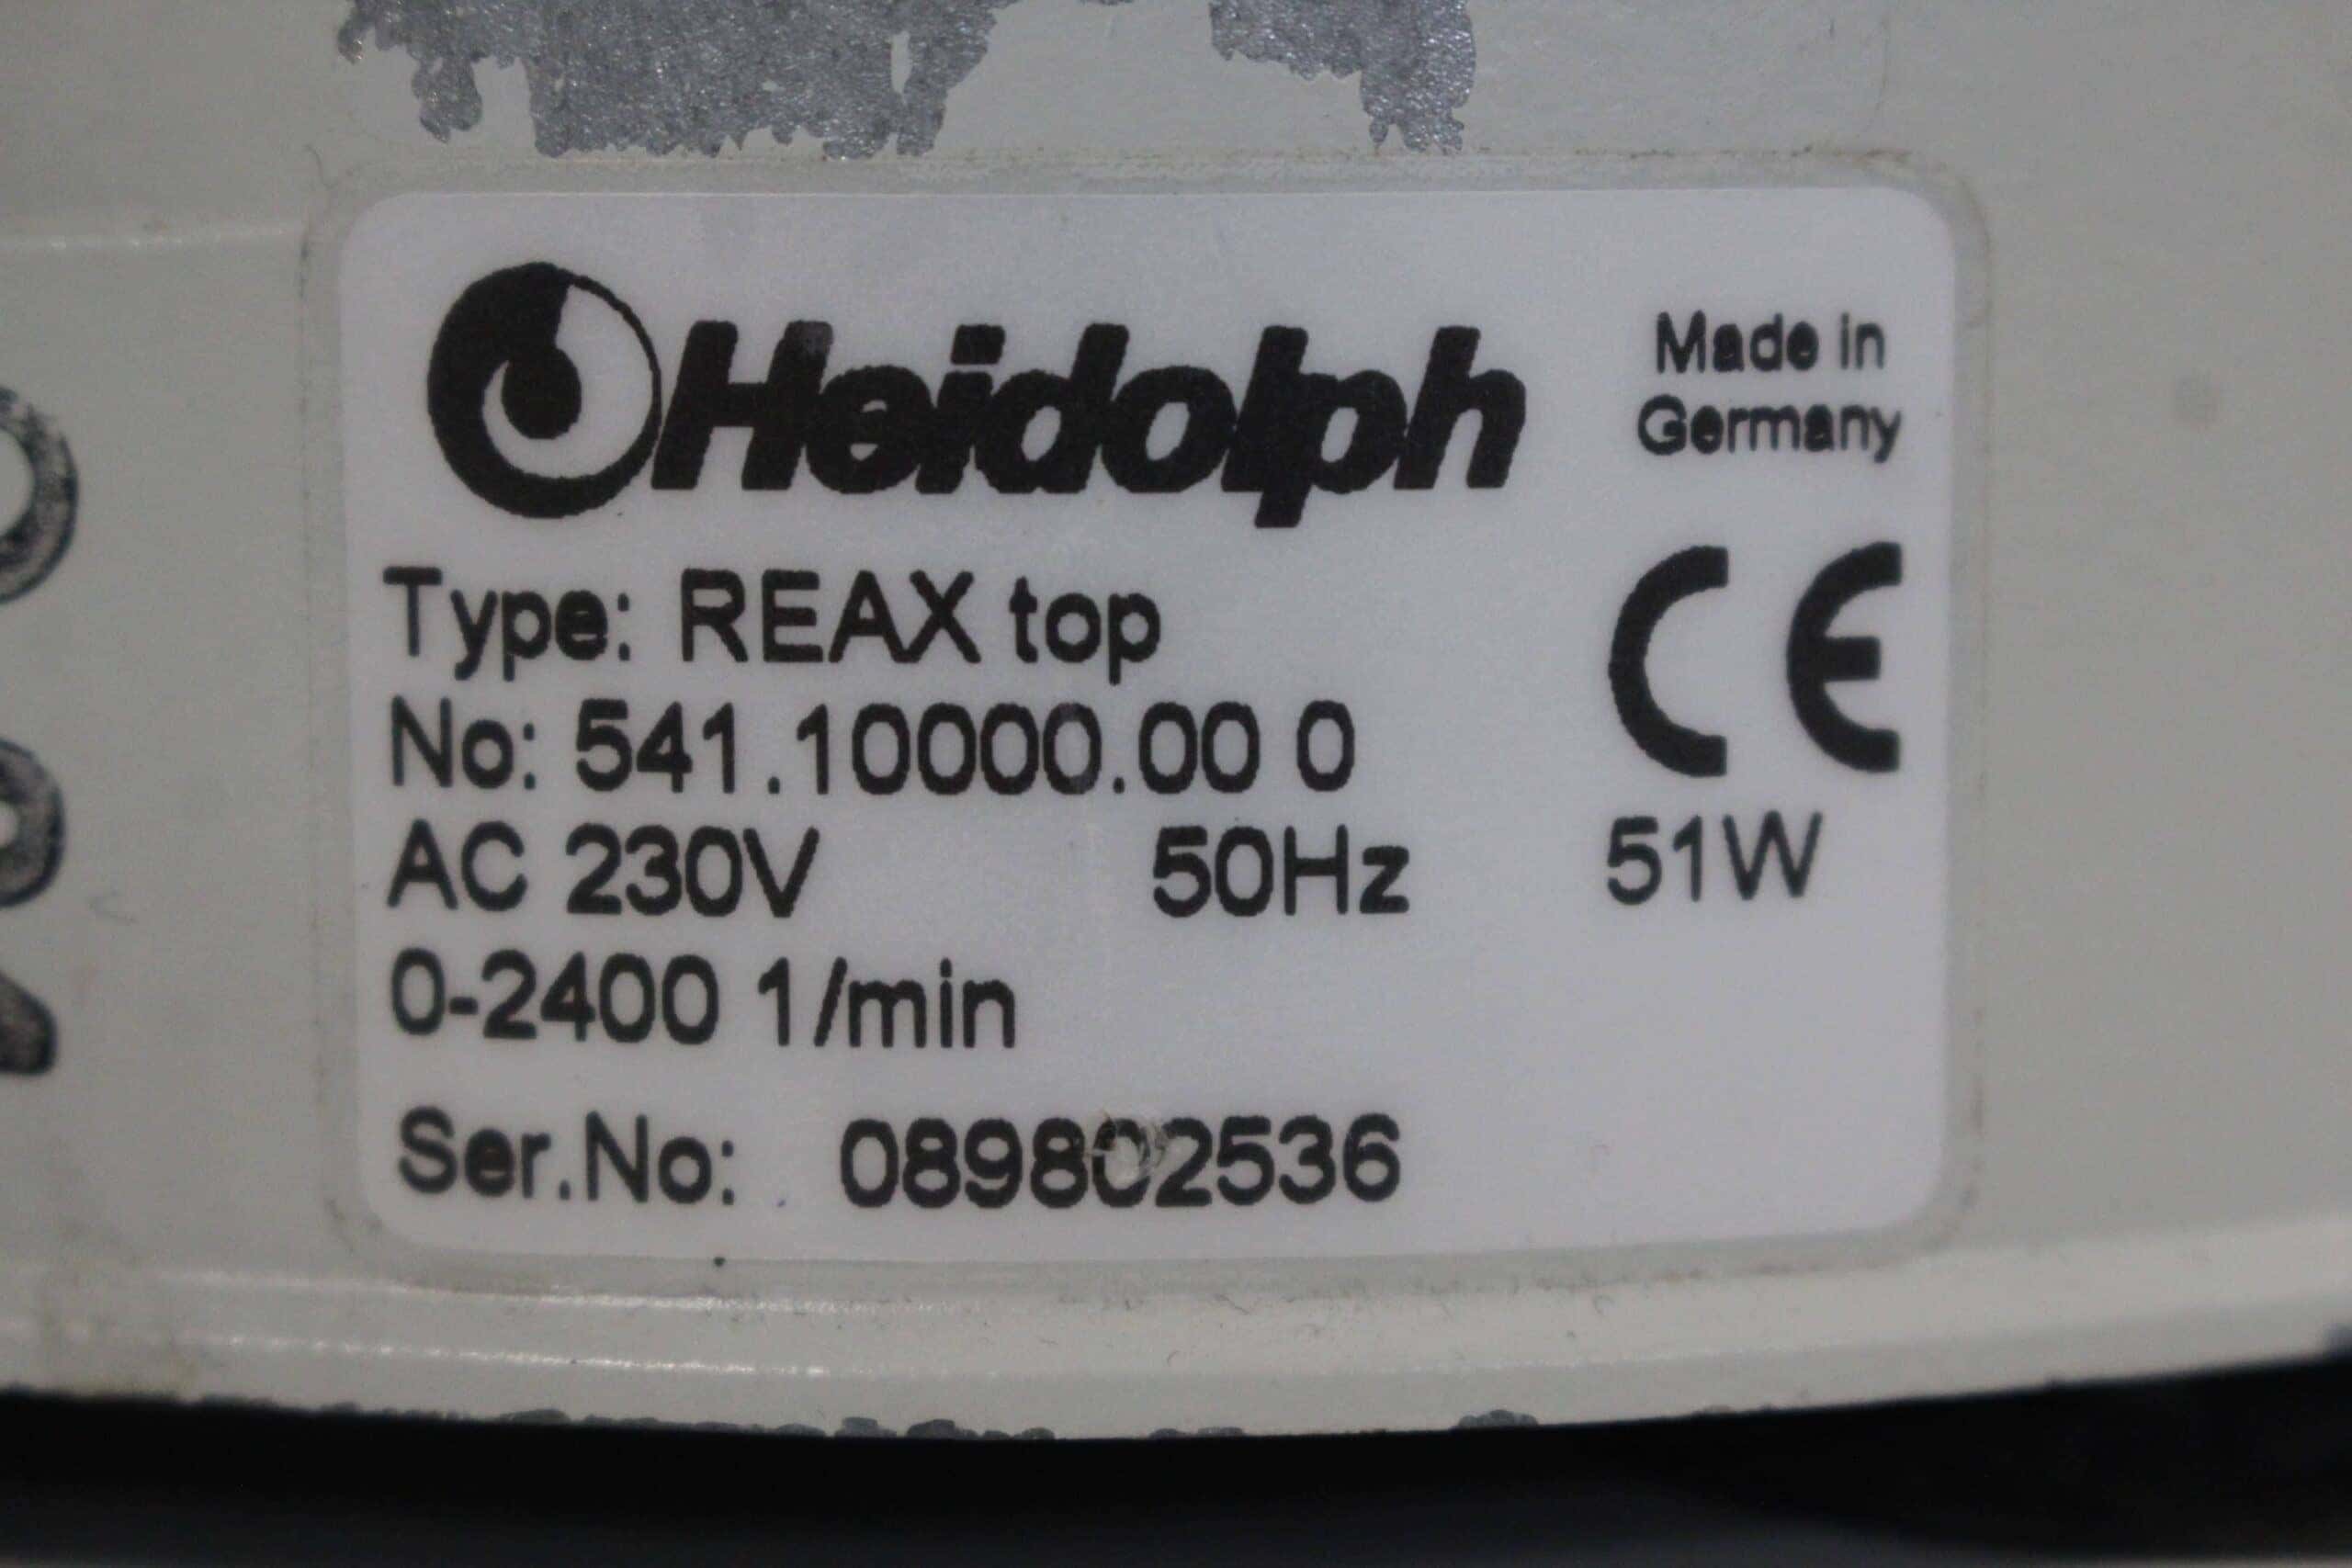 Heidolph
Made in
Germany
Type: REAX top
CE
No: 541.10000.00 0
AC 230V 50Hz 51W
0-2400 1/min
Ser.No: 089802536